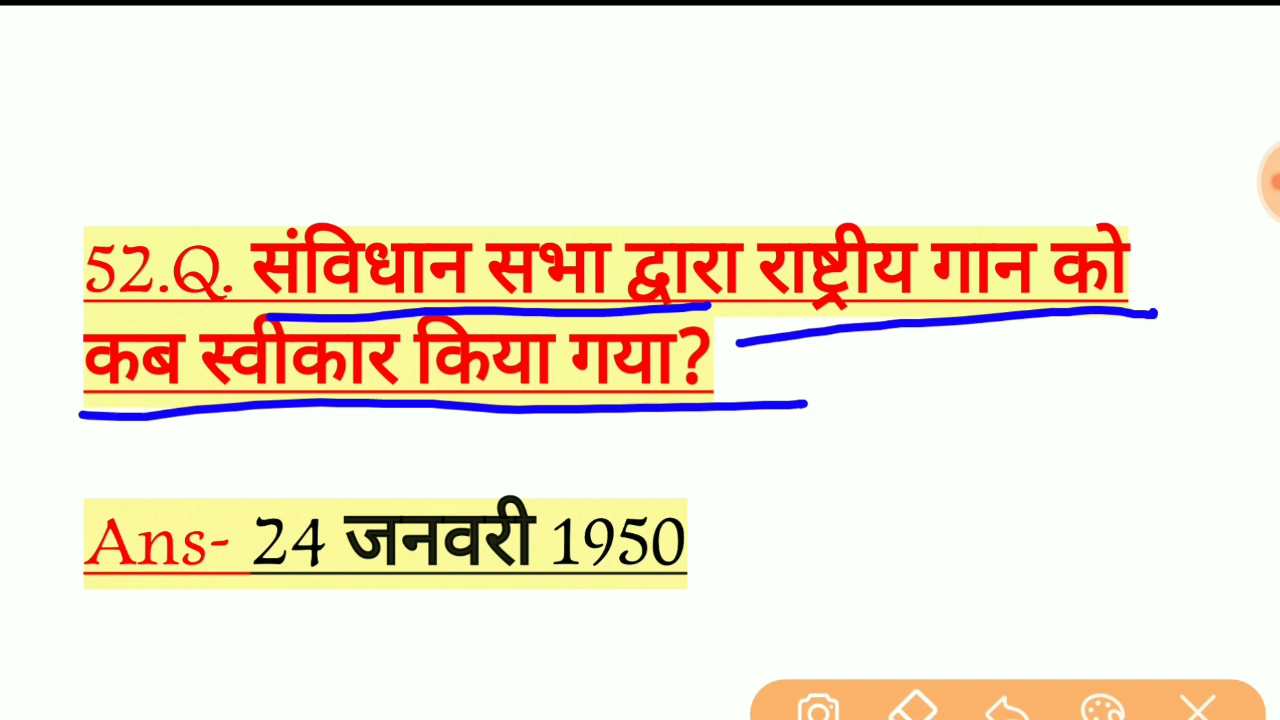 52.Q. संविधान सभा द्वारा राष्ट्रीय गान को
कब स्वीकार किया गया?
Ans- 24 जनवरी 1950